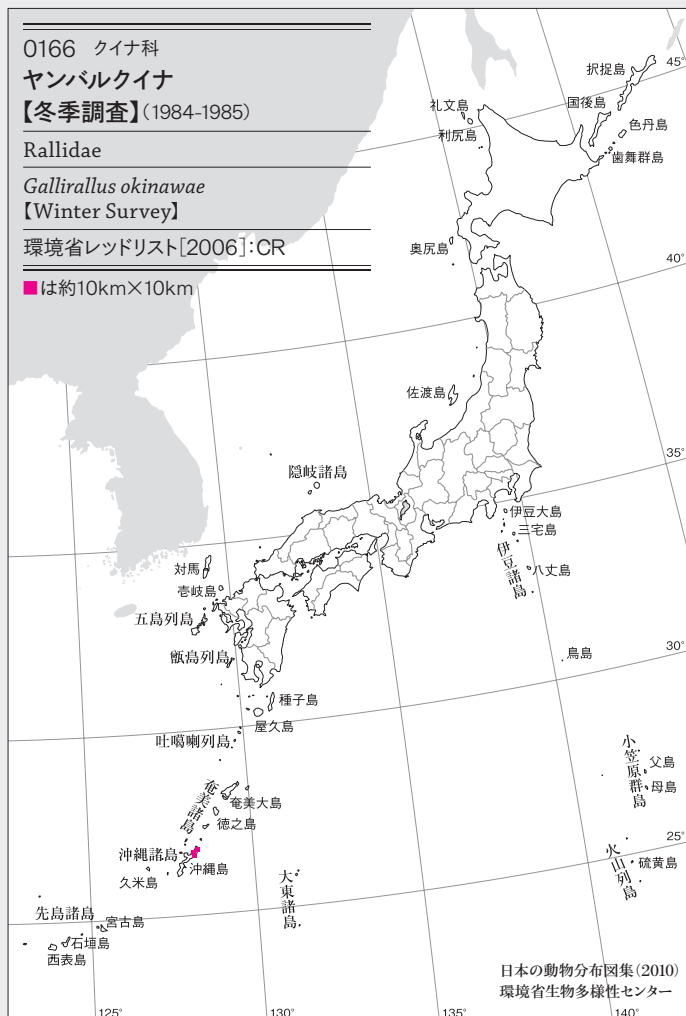 0166 クイナ科
ヤンバルクイナ
【冬季調査】(1984-1985)
Rallidae
Gallirallus okinawae
【Winter Survey】
環境省レッドリスト[2006]:CR
■は約10km×10km
45°
択捉島
国後島
礼文島
色丹島
利尻島
歯舞群島
奥尻島
40°
佐渡島
35°
隠岐諸島
伊豆大島
三宅島
伊豆諸島
八丈島
対馬
壱岐島
五島列島
甑島列島
鳥島
30°
種子島
屋久島
吐噶喇列島
小笠原群島
父島
母島
奄美諸島
奄美大島
徳之島
25°
沖縄諸島
沖縄島
久米島
大東諸島
火山列島
硫黄島
先島諸島
宮古島
石垣島
西表島
日本の動物分布図集(2010)
環境省生物多様性センター
125°
130°
135°
140°